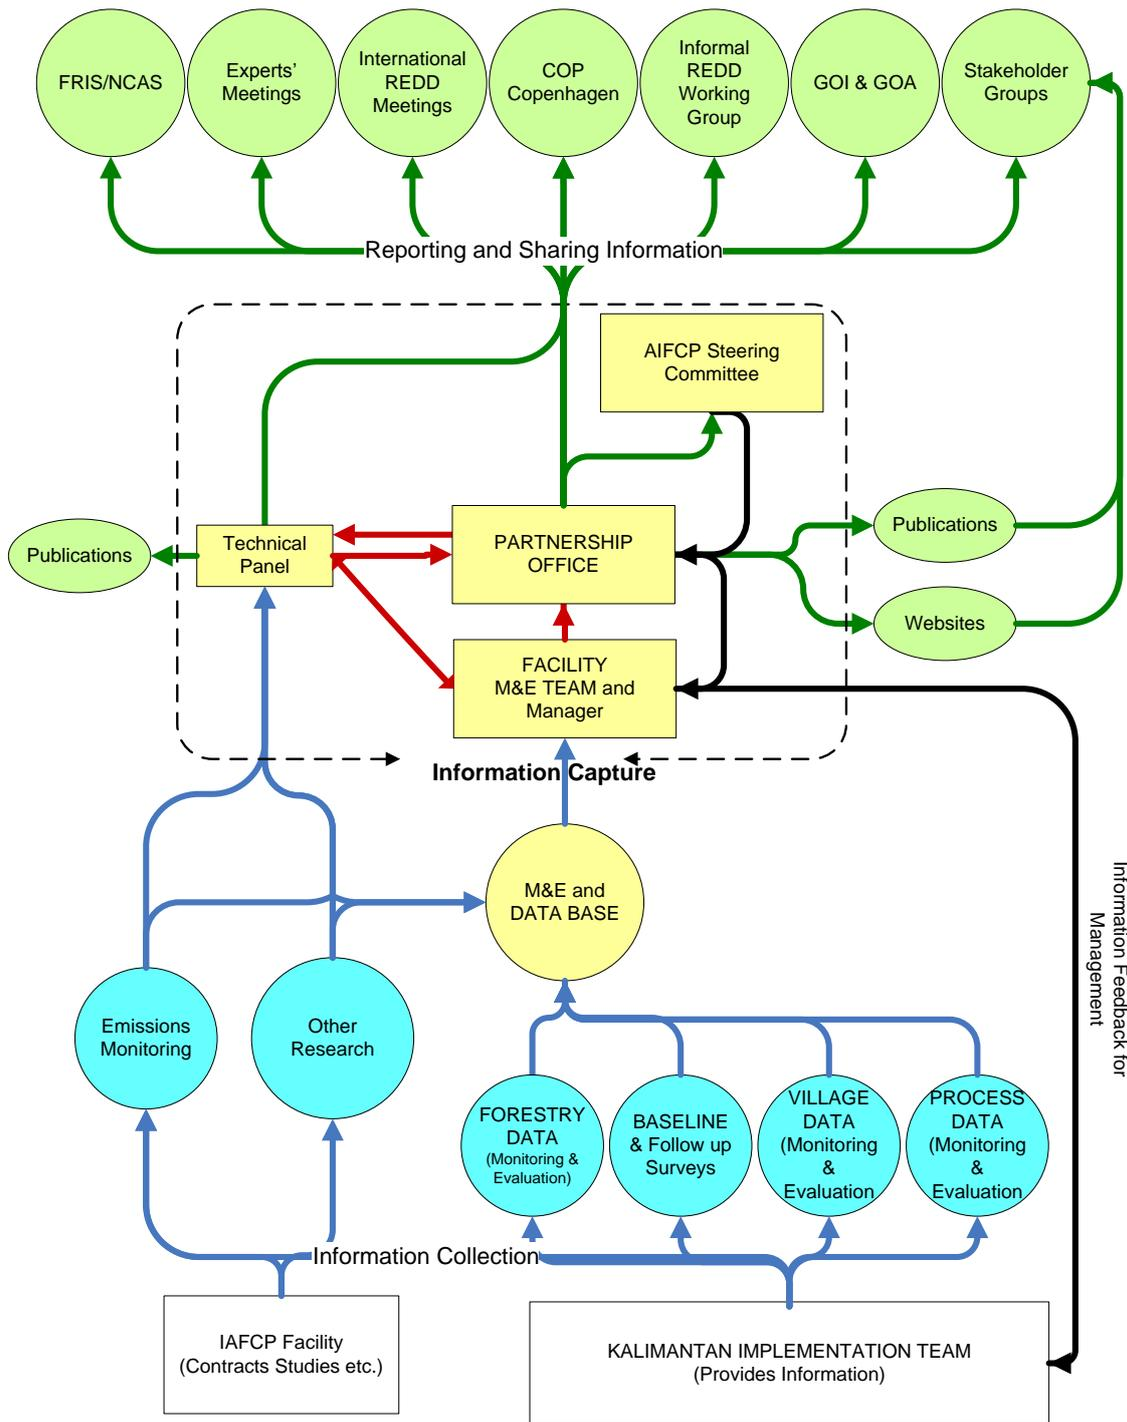 FRIS/NCAS
Experts'
Meetings
International
REDD
Meetings
COP
Copenhagen
Informal
REDD
Working
Group
GOI & GOA
Stakeholder
Groups
Reporting and Sharing Information
AIFCP Steering
Committee
Publications
Technical
Panel
PARTNERSHIP
OFFICE
Publications
Websites
FACILITY
M&E TEAM and
Manager
Information Capture
M&E and
DATA BASE
Information Feedback for
Management
Emissions
Monitoring
Other
Research
FORESTRY
DATA
(Monitoring &
Evaluation)
BASELINE
& Follow up
Surveys
VILLAGE
DATA
(Monitoring
&
Evaluation
PROCESS
DATA
(Monitoring
&
Evaluation
Information Collection
IAFCP Facility
(Contracts Studies etc.)
KALIMANTAN IMPLEMENTATION TEAM
(Provides Information)